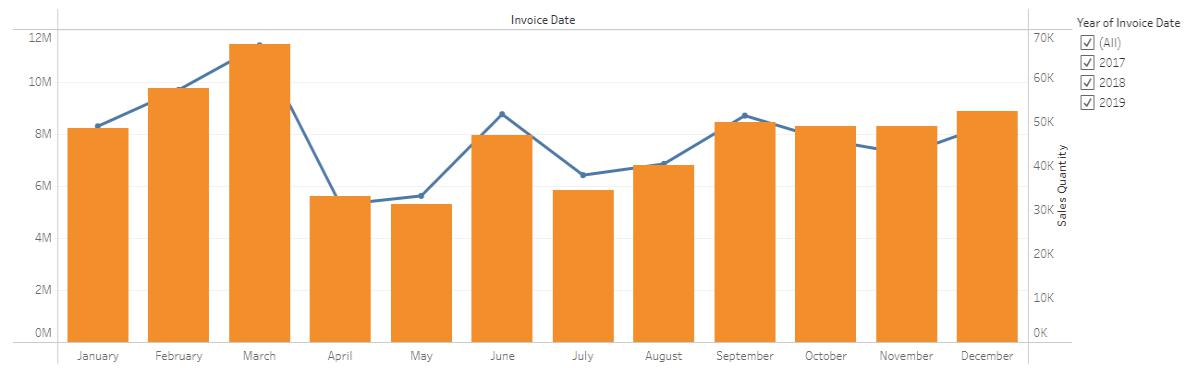 Invoice Date
12M
10M
8M
6M
4M
2M
0M
70K
60K
50K
40K
30K
20K
10K
0K
Sales Quantity
January February March April May June July August September October November December
Year of Invoice Date
(All)
2017
2018
2019